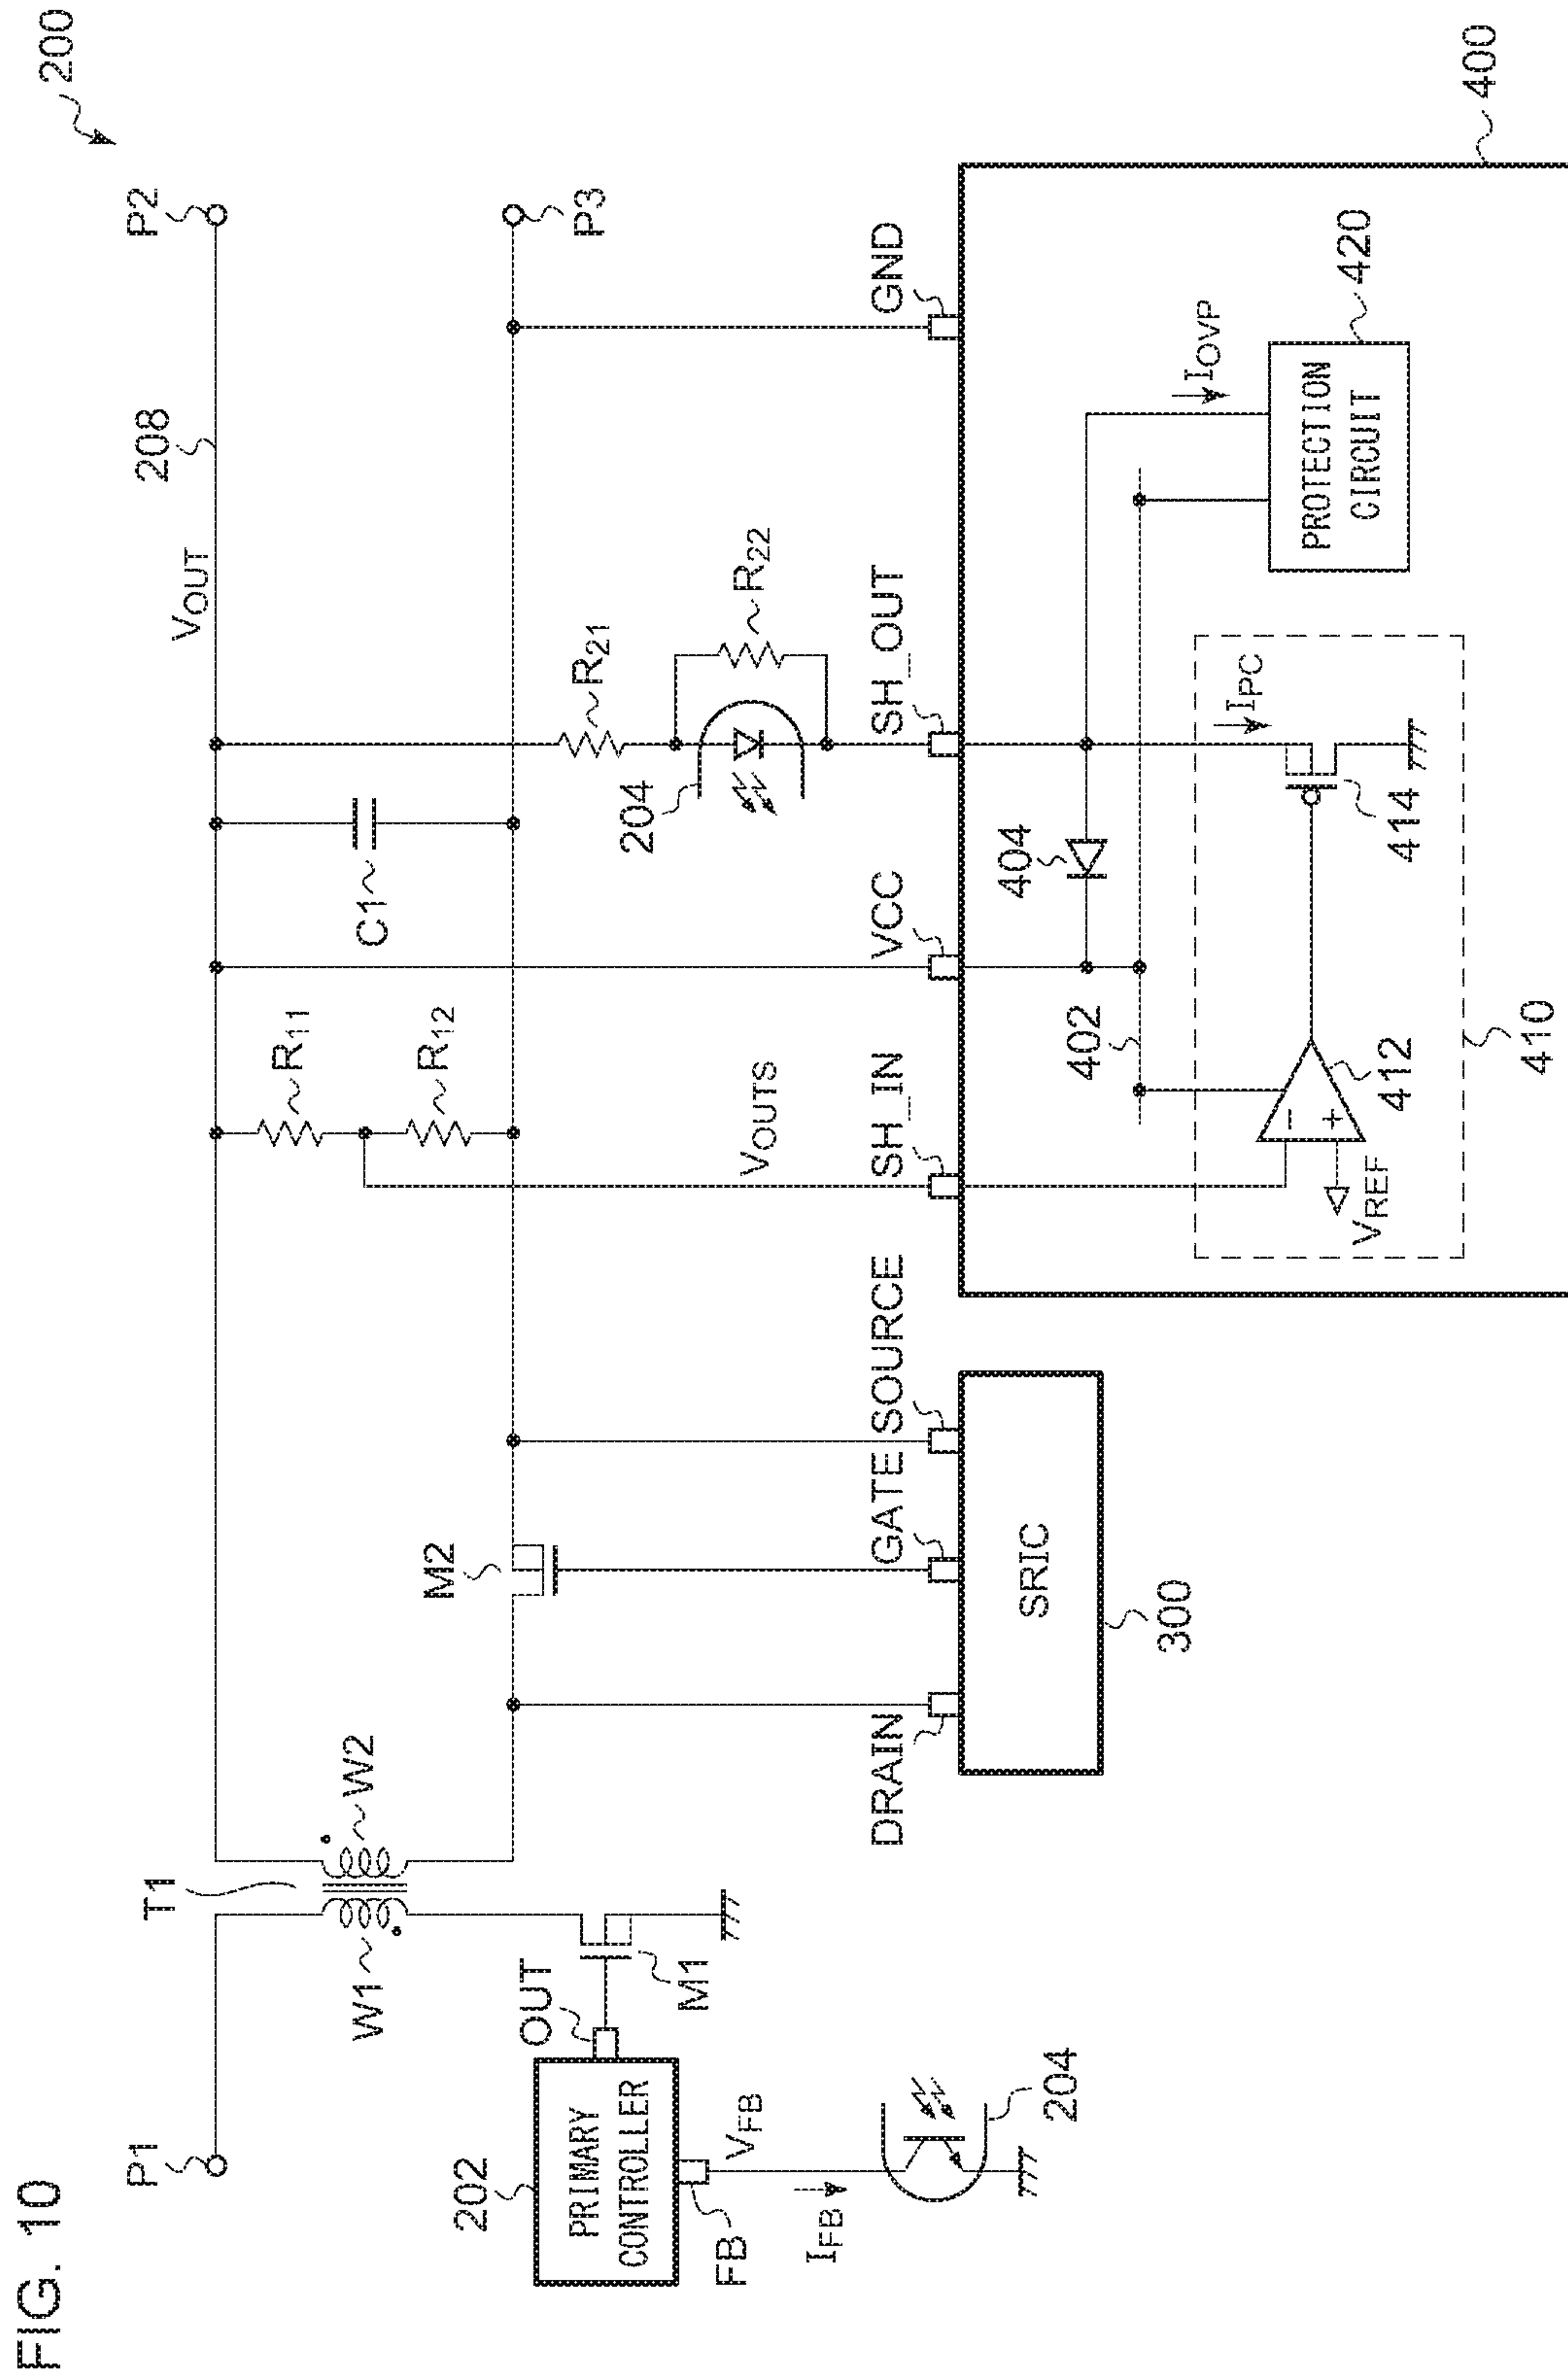 FIG. 10
200
P1
T1
W1
W2
208
VOUT
P2
P3
R11
R12
C1
R21
R22
204
M2
M1
OUT
202
PRIMARY
CONTROLLER
FB
VFB
IFB
204
DRAIN
GATE
SOURCE
SRIC
300
VOUTS
SH_IN
VCC
SH_OUT
GND
400
402
404
IOVP
IPC
PROTECTION
CIRCUIT
420
VREF
−
+
412
414
410